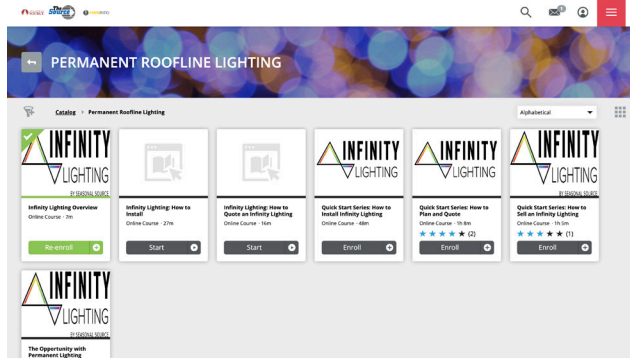 The Source
1
PERMANENT ROOFLINE LIGHTING
Catalog > Permanent Roofline Lighting
Alphabetical
INFINITY
LIGHTING
BY SEASONAL SOURCE
Infinity Lighting Overview
Online Course · 7m
Re-enroll
Infinity Lighting: How to
Install
Online Course · 27m
Start
Infinity Lighting: How to
Quote an Infinity Lighting
Online Course · 16m
Start
INFINITY
LIGHTING
Quick Start Series: How to
Install Infinity Lighting
Online Course · 48m
Enroll
INFINITY
LIGHTING
Quick Start Series: How to
Plan and Quote
Online Course · 1h 8m
(2)
Enroll
INFINITY
LIGHTING
BY SEASONAL SOURCE
Quick Start Series: How to
Sell an Infinity Lighting
Online Course · 1h 5m
(1)
Enroll
INFINITY
LIGHTING
BY SEASONAL SOURCE
The Opportunity with
Permanent Lighting